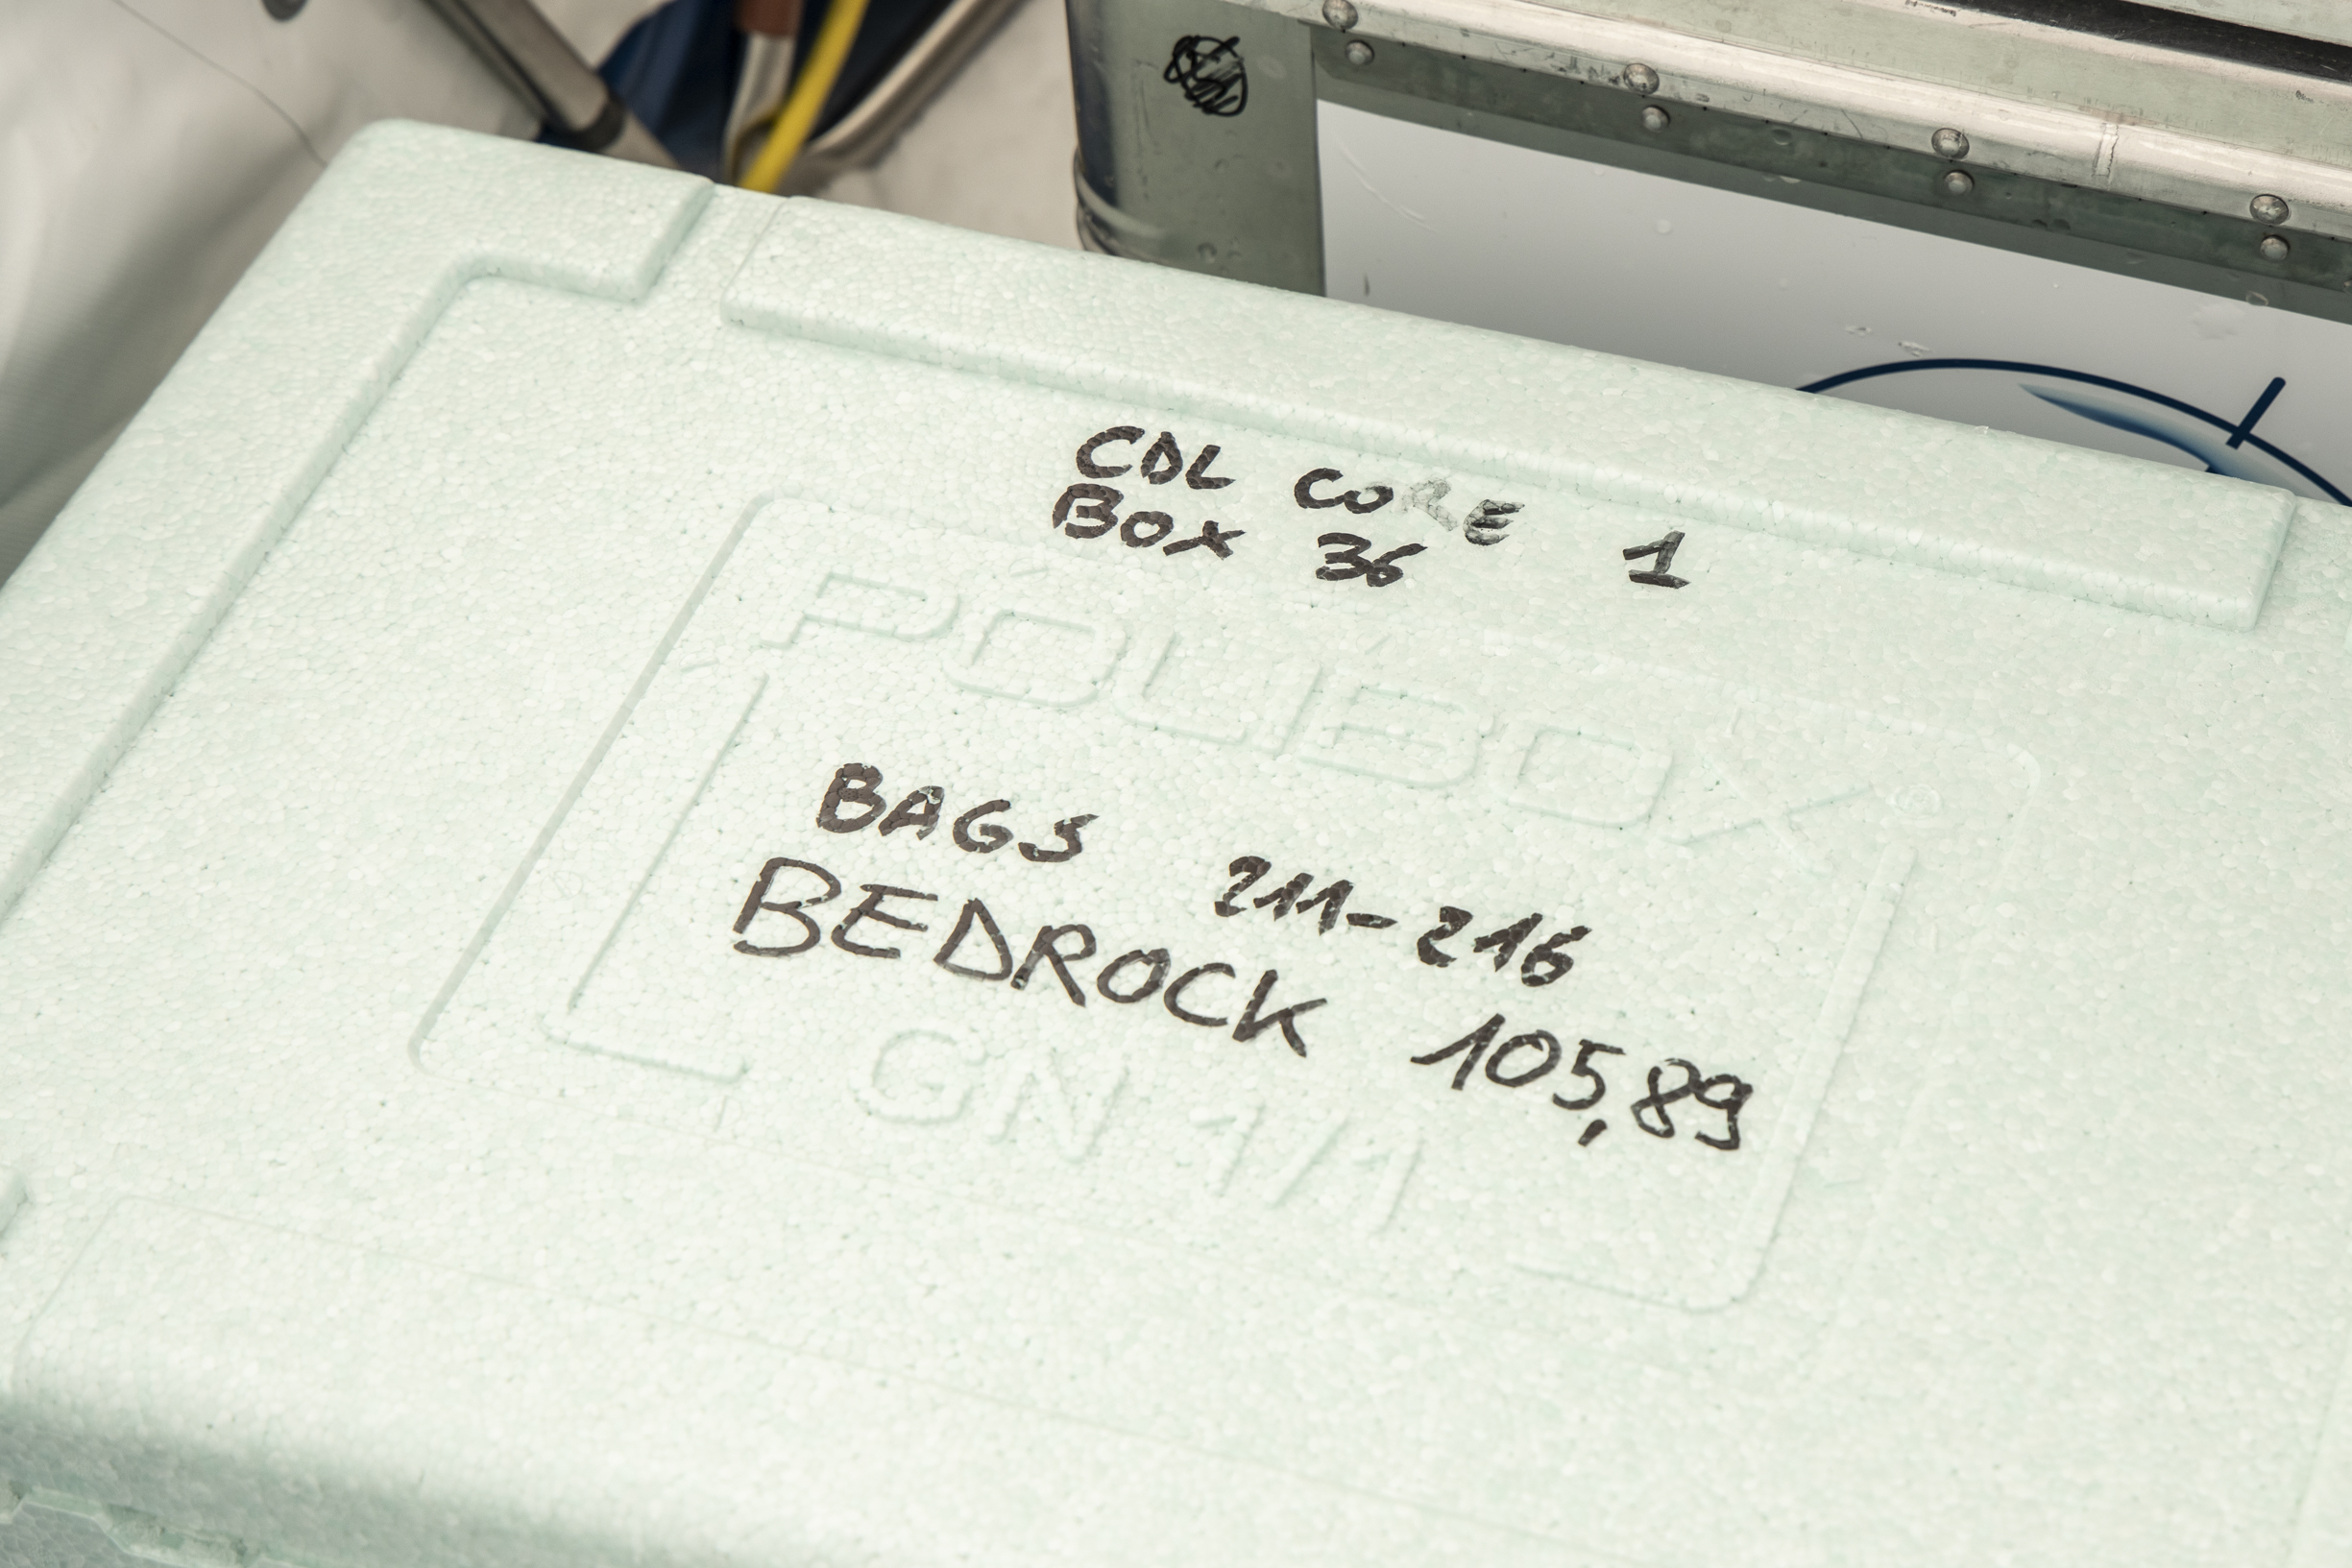 CDL CORE 1
BOX 36
POLIBOX
BAGS 211-216
BEDROCK 105,89
GN 1/1